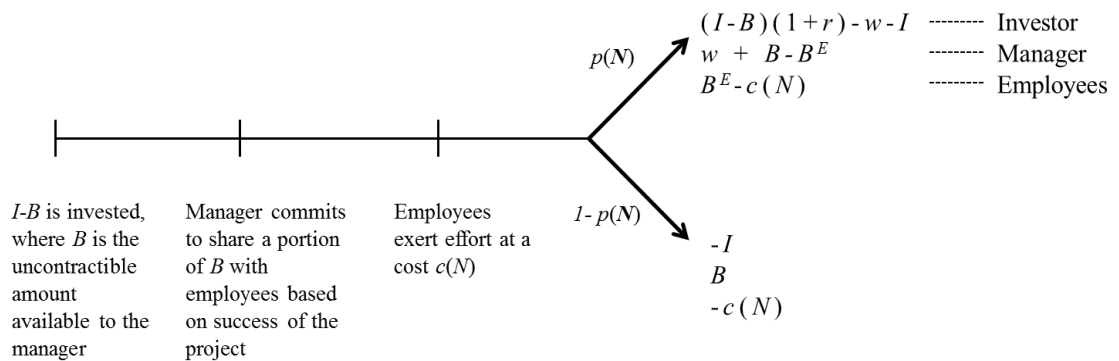 (I-B)(1+r)-w-I -------- Investor
w + B-B^E -------- Manager
B^E-c(N) -------- Employees
p(N)
1-p(N)
-I
B
-c(N)
I-B is invested,
where B is the
uncontractible
amount
available to the
manager
Manager commits
to share a portion
of B with
employees based
on success of the
project
Employees
exert effort at a
cost c(N)